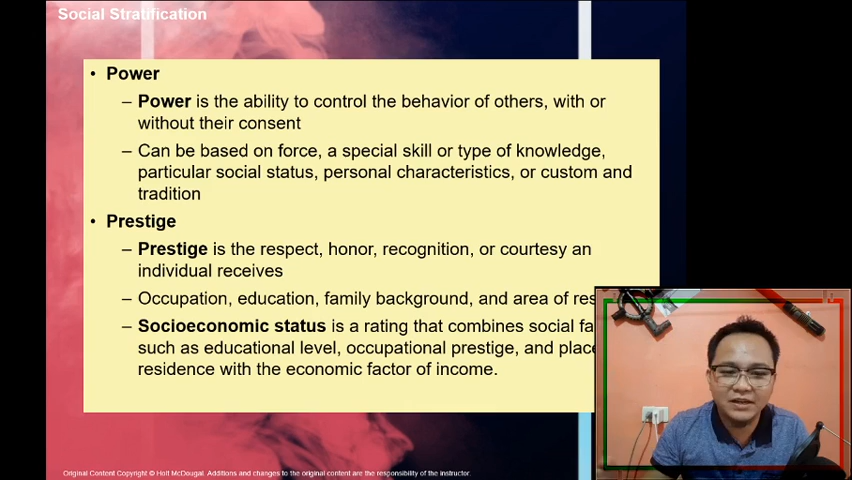 Social Stratification
• Power
– Power is the ability to control the behavior of others, with or
without their consent
– Can be based on force, a special skill or type of knowledge,
particular social status, personal characteristics, or custom and
tradition
• Prestige
– Prestige is the respect, honor, recognition, or courtesy an
individual receives
– Occupation, education, family background, and area of res
– Socioeconomic status is a rating that combines social fa
such as educational level, occupational prestige, and place
residence with the economic factor of income.
Original Content Copyright © Holt McDougal. Additions and changes to the original content are the responsibility of the instructor.